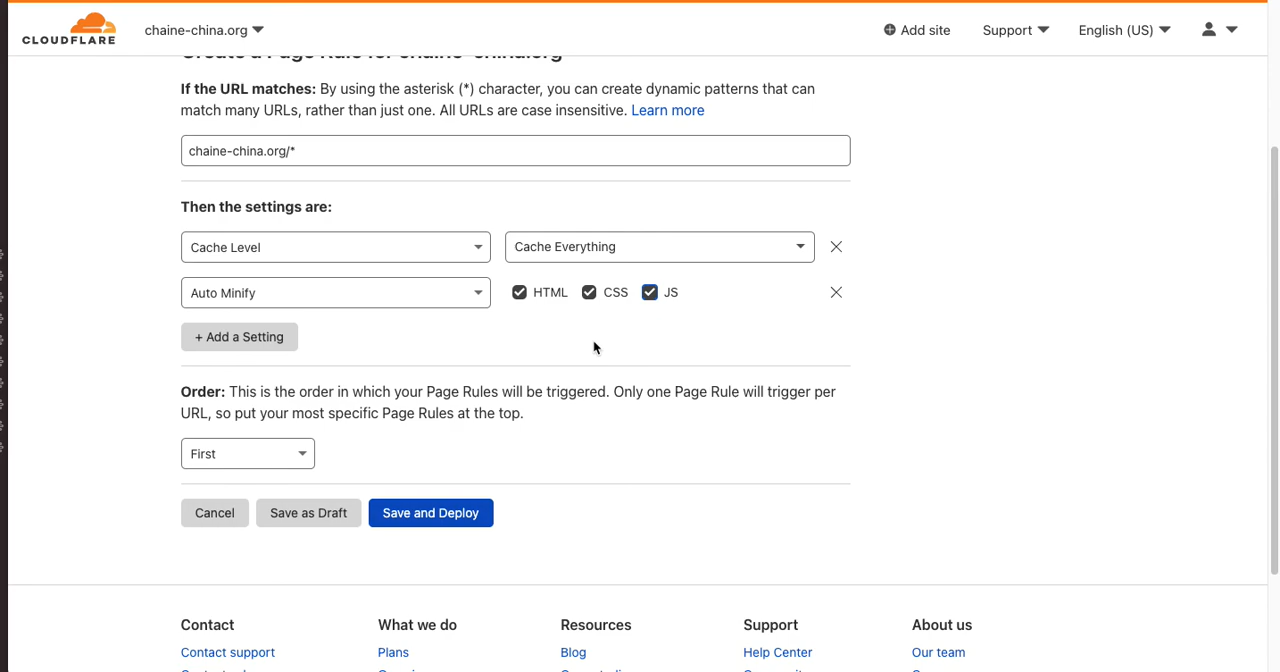 CLOUDFLARE
chaine-china.org
Add site
Support
English (US)
Create a Page Rule for chaine-china.org
If the URL matches: By using the asterisk (*) character, you can create dynamic patterns that can
match many URLs, rather than just one. All URLs are case insensitive. Learn more
chaine-china.org/*
Then the settings are:
Cache Level
Cache Everything
Auto Minify
HTML
CSS
JS
+ Add a Setting
Order: This is the order in which your Page Rules will be triggered. Only one Page Rule will trigger per
URL, so put your most specific Page Rules at the top.
First
Cancel
Save as Draft
Save and Deploy
Contact
What we do
Resources
Support
About us
Contact support
Plans
Blog
Help Center
Our team